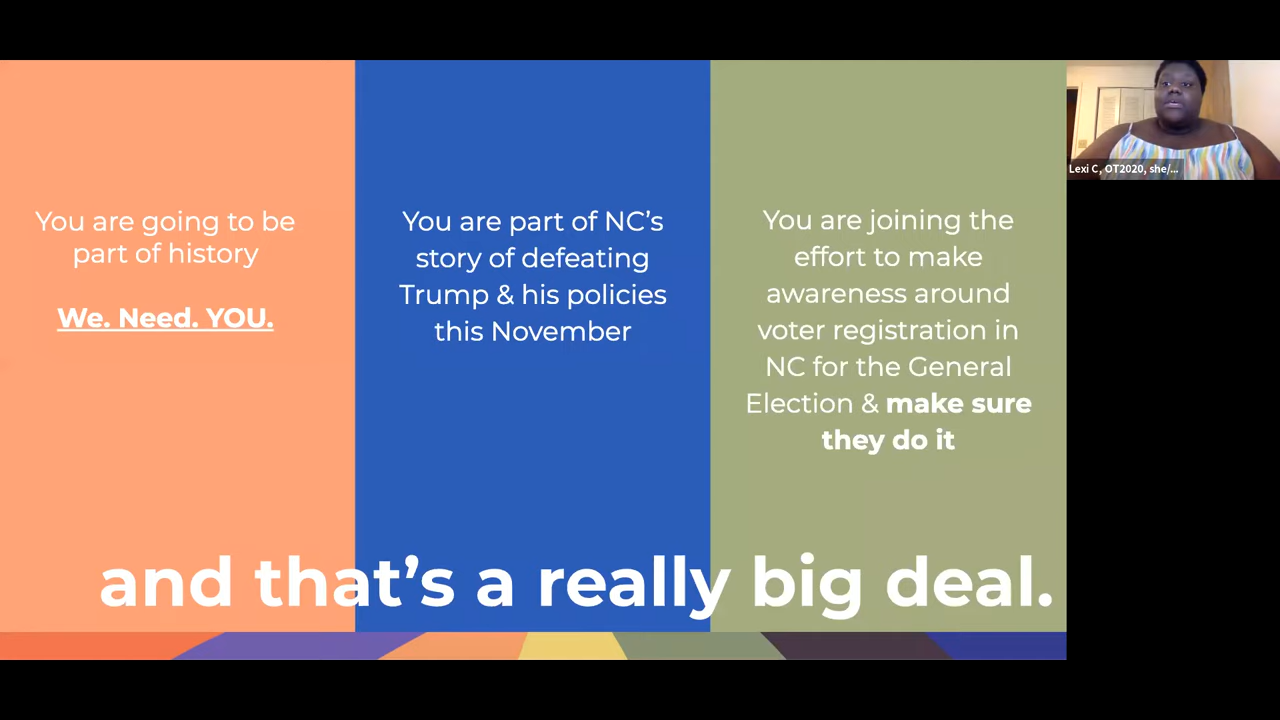 You are going to be
part of history
We. Need. YOU.
You are part of NC’s
story of defeating
Trump & his policies
this November
You are joining the
effort to make
awareness around
voter registration in
NC for the General
Election & make sure
they do it
and that’s a really big deal.
Lexi C, OT2020, she/...